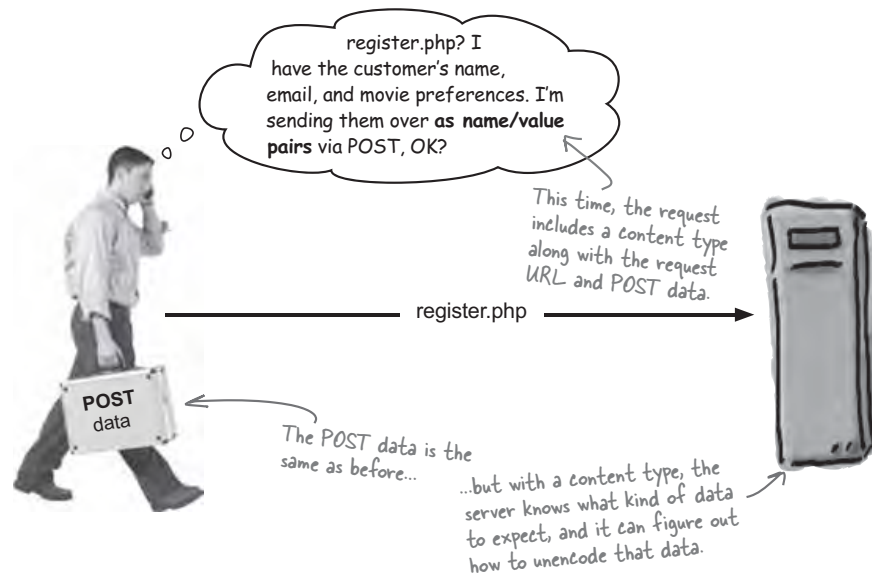 register.php? I
have the customer's name,
email, and movie preferences. I'm
sending them over as name/value
pairs via POST, OK?
This time, the request
includes a content type
along with the request
URL and POST data.
register.php
POST
data
The POST data is the
same as before...
...but with a content type, the
server knows what kind of data
to expect, and it can figure out
how to unencode that data.